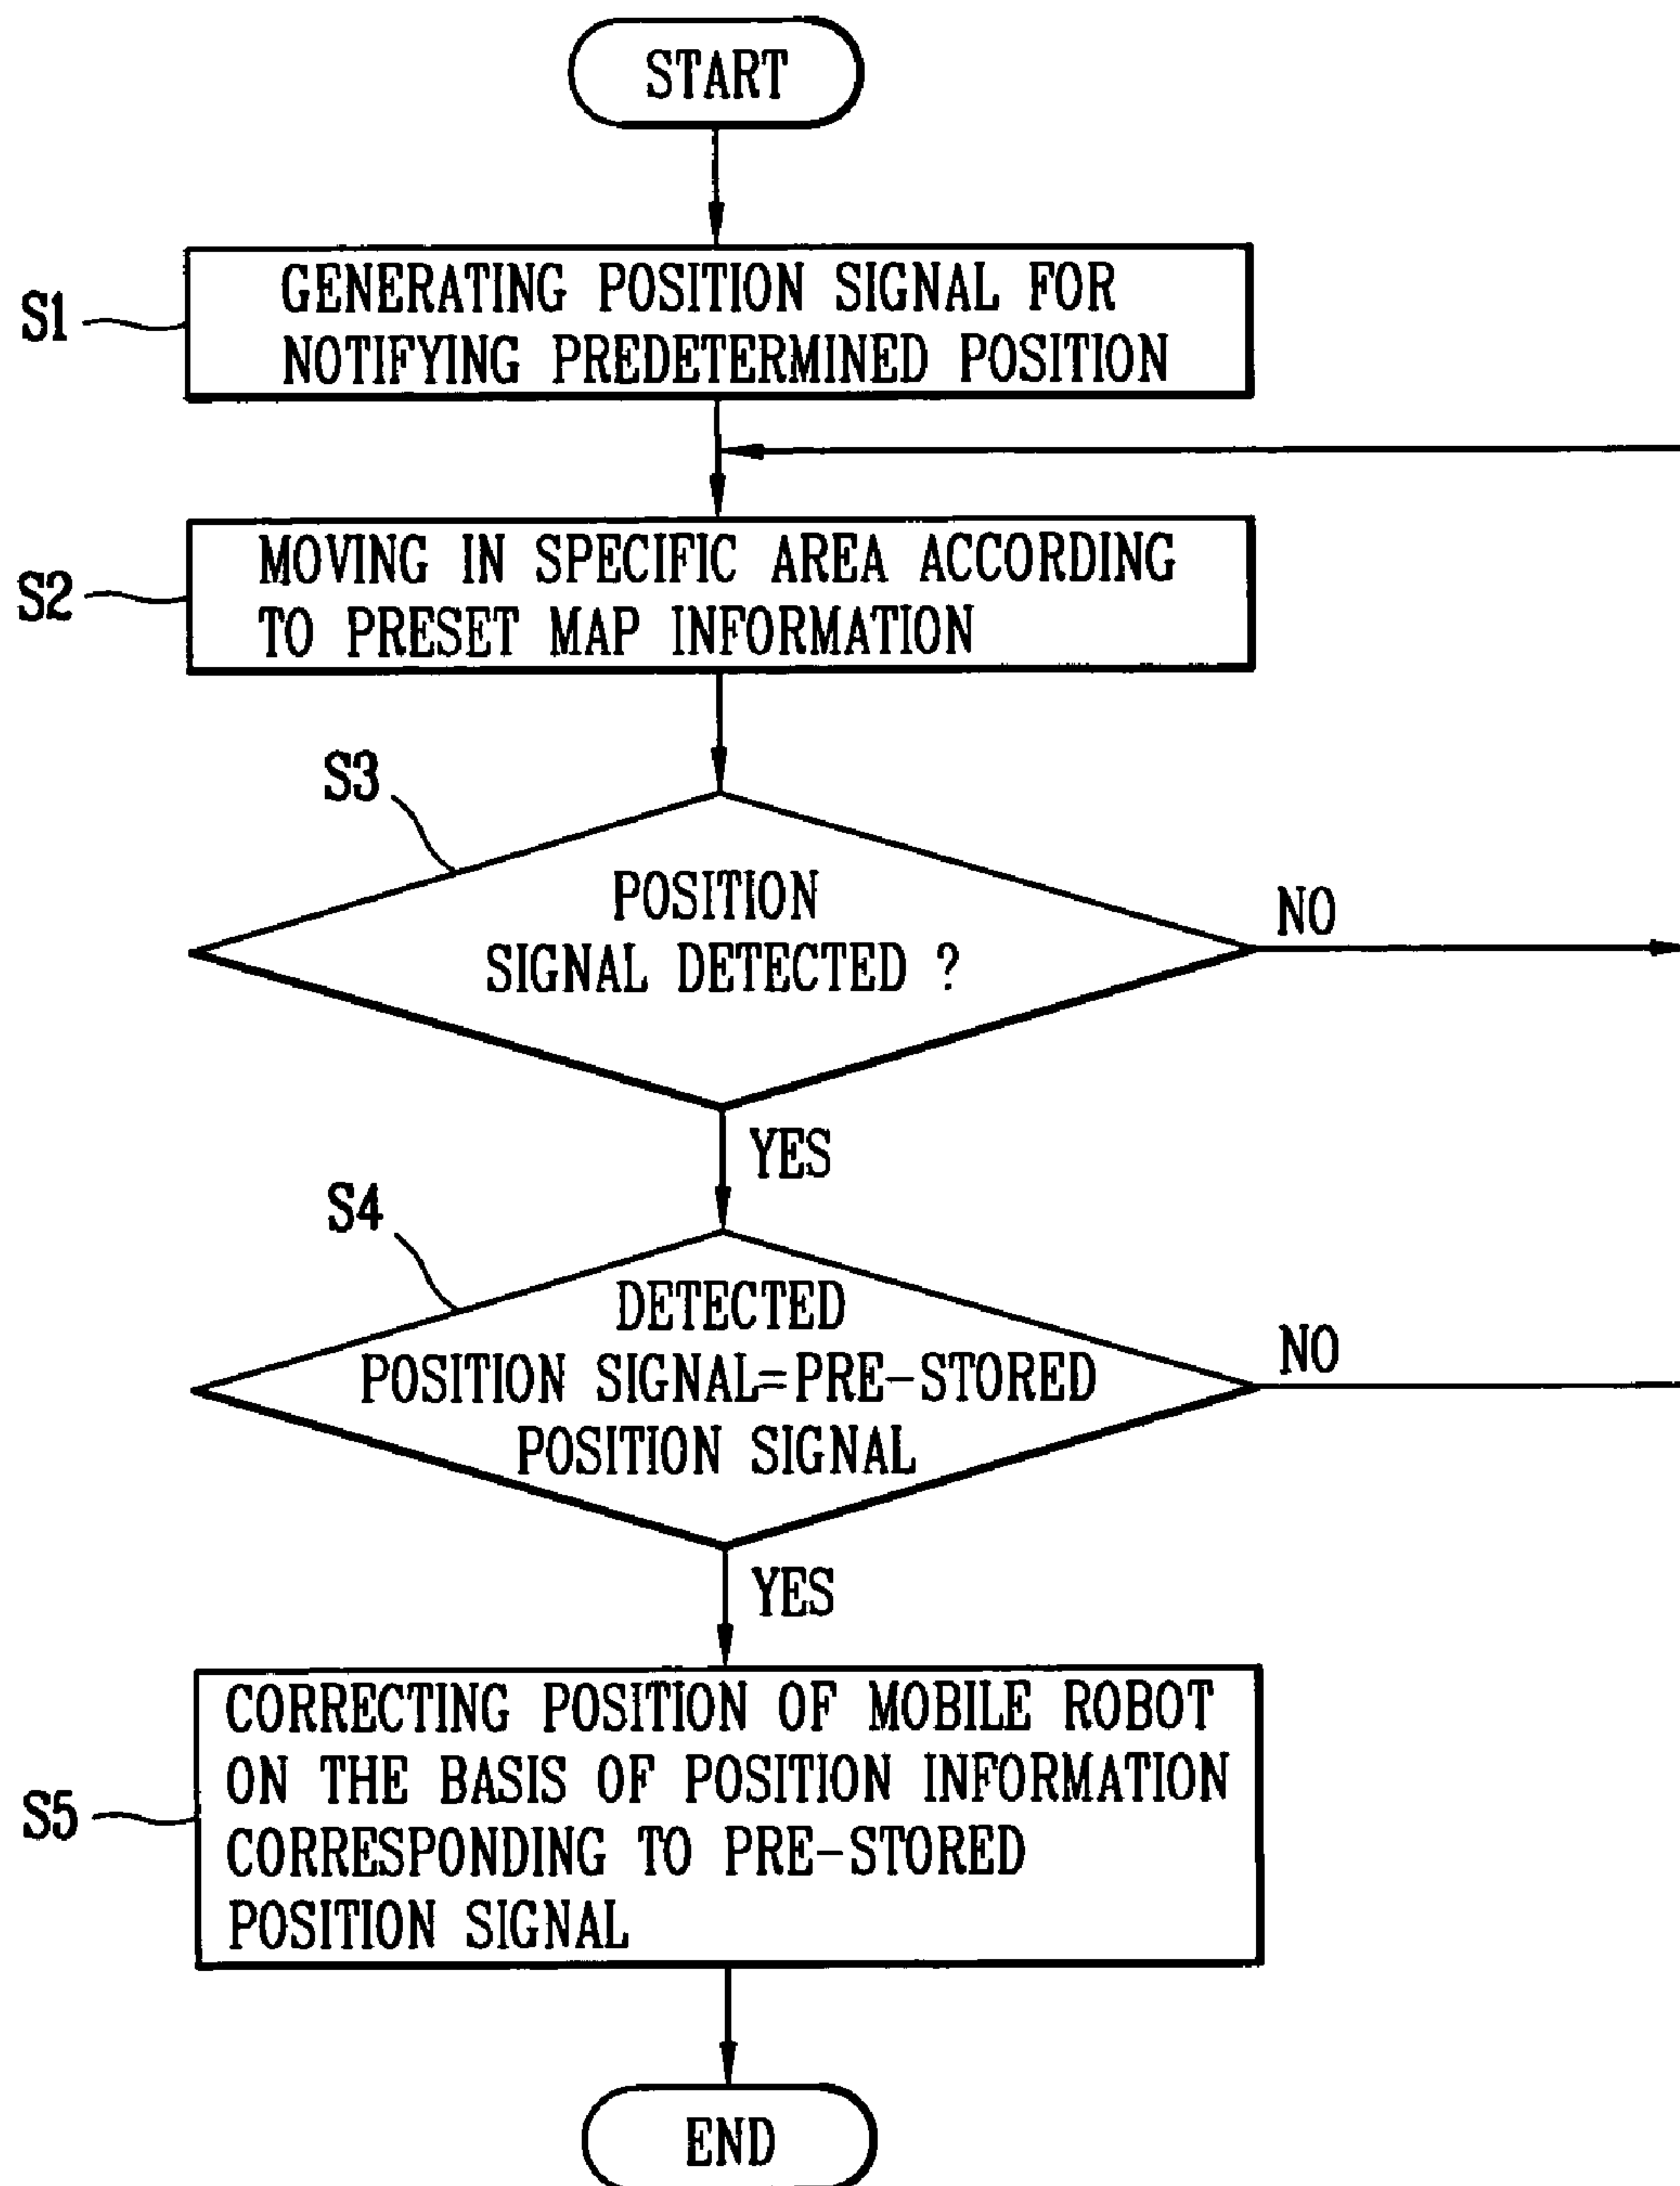 START
S1
GENERATING POSITION SIGNAL FOR
NOTIFYING PREDETERMINED POSITION
S2
MOVING IN SPECIFIC AREA ACCORDING
TO PRESET MAP INFORMATION
S3
POSITION
SIGNAL DETECTED ?
NO
YES
S4
DETECTED
POSITION SIGNAL=PRE-STORED
POSITION SIGNAL
NO
YES
S5
CORRECTING POSITION OF MOBILE ROBOT
ON THE BASIS OF POSITION INFORMATION
CORRESPONDING TO PRE-STORED
POSITION SIGNAL
END